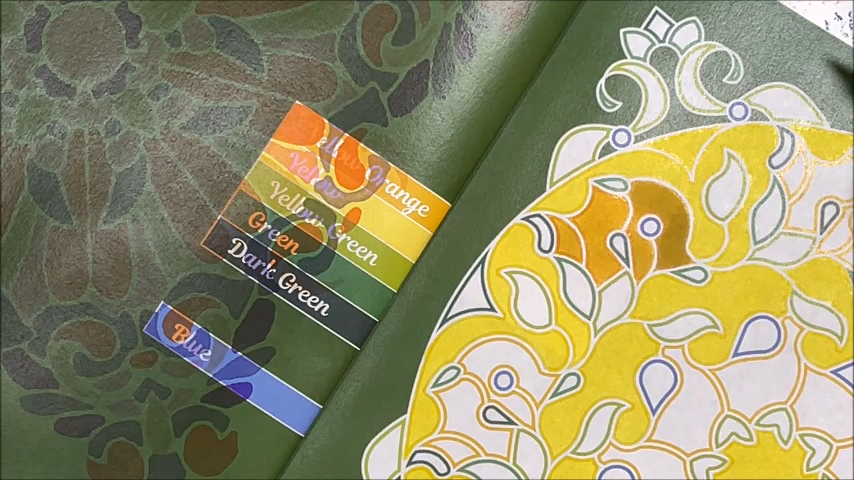 Yellow Orange
Yellow
Yellow Green
Green
Dark Green
Blue